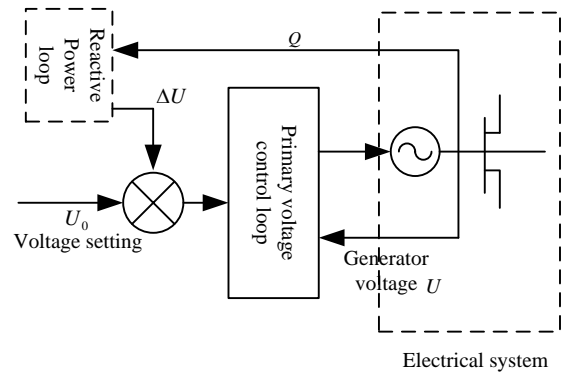 Reactive
Power
loop
Q
ΔU
Primary voltage
control loop
U0
Voltage setting
Generator
voltage U
Electrical system